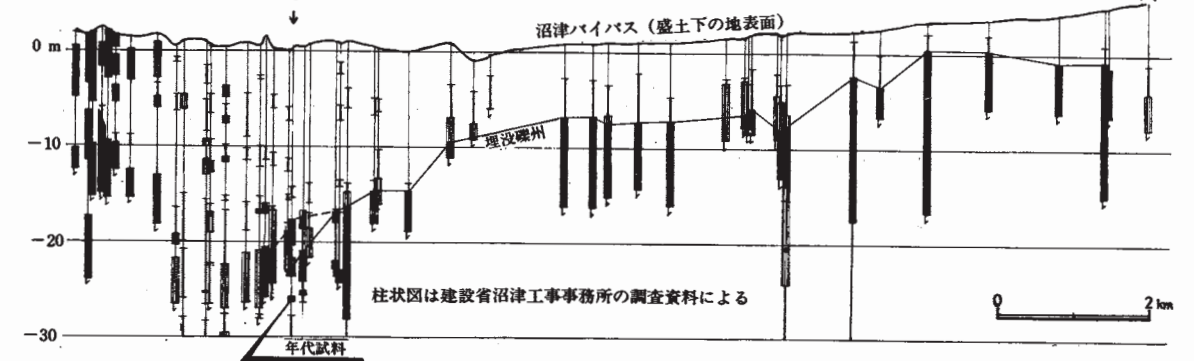 沼津バイパス (盛土下の地表面)
0 m
−10
埋没礫州
−20
柱状図は建設省沼津工事事務所の調査資料による
0 2 km
−30
年代試料